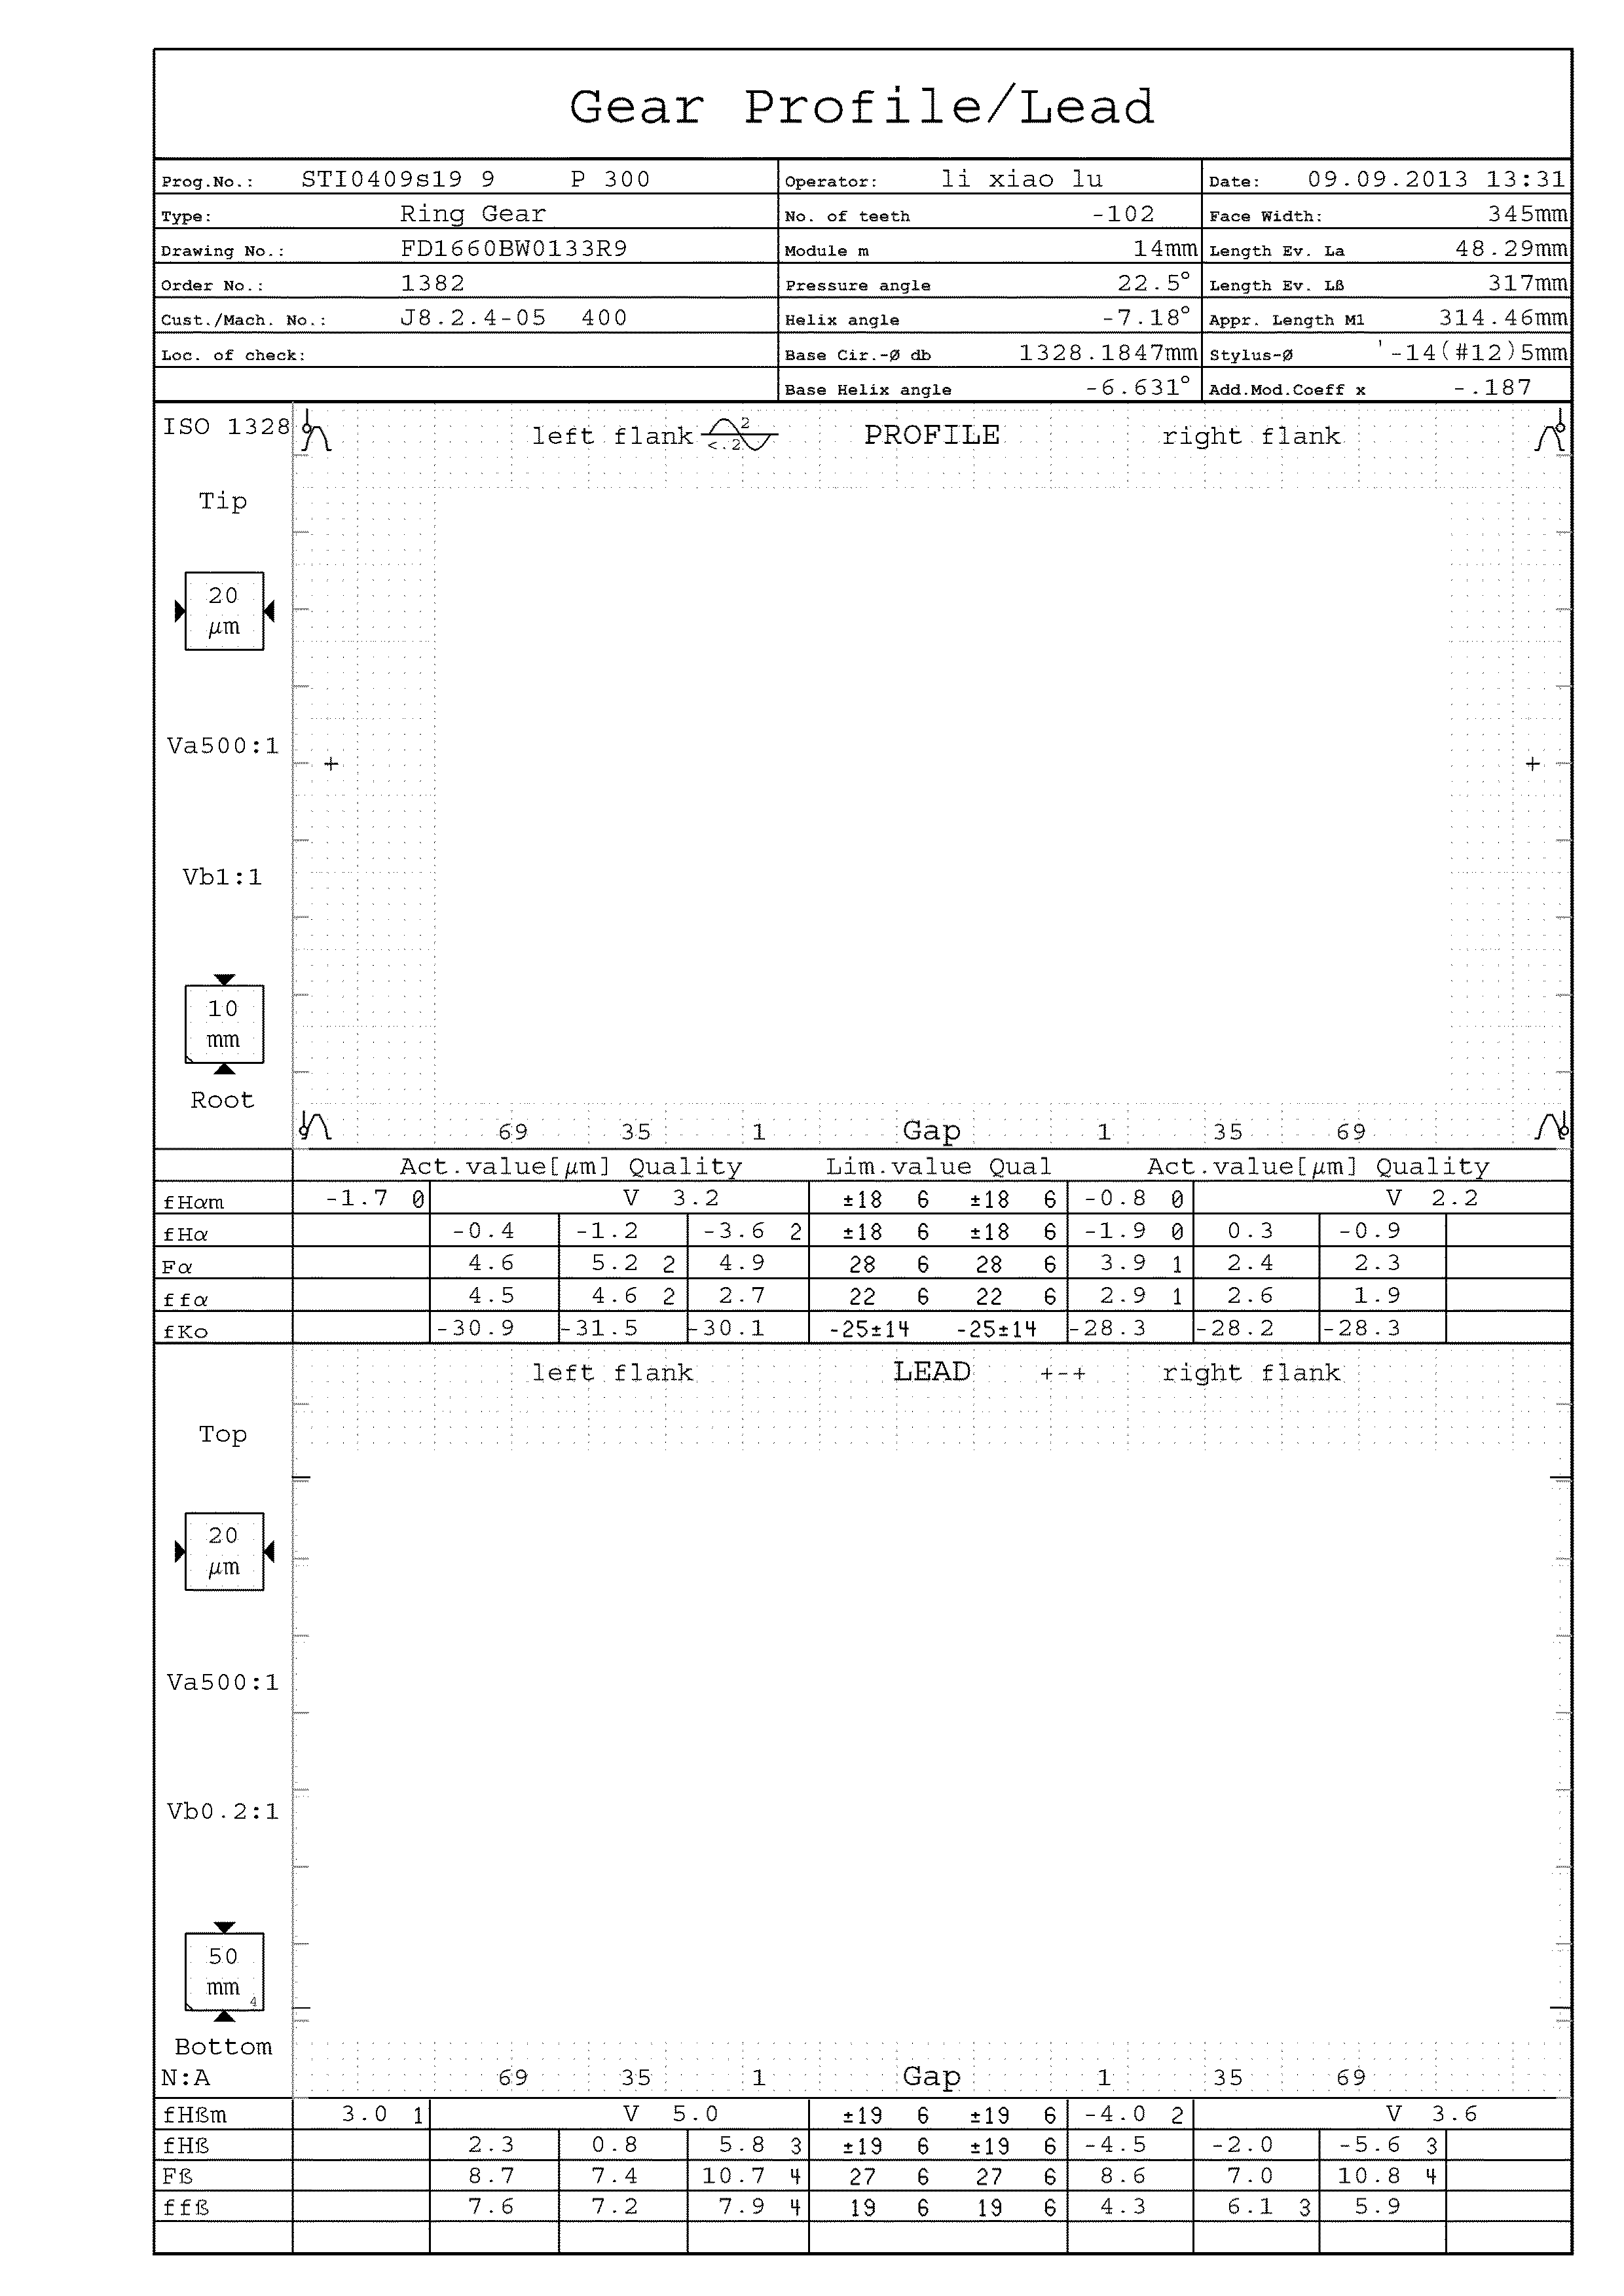 Gear Profile/Lead
Prog.No.: STI0409s19 9 P 300 Operator: li xiao lu Date: 09.09.2013 13:31
Type: Ring Gear No. of teeth -102 Face Width: 345mm
Drawing No.: FD1660BW0133R9 Module m 14mm Length Ev. La 48.29mm
Order No.: 1382 Pressure angle 22.5° Length Ev. Lß 317mm
Cust./Mach. No.: J8.2.4-05 400 Helix angle -7.18° Appr. Length M1 314.46mm
Loc. of check: Base Cir.-Ø db 1328.1847mm Stylus-Ø '-14(#12)5mm
Base Helix angle -6.631° Add.Mod.Coeff x -.187
ISO 1328 left flank 2 <.2 PROFILE right flank
Tip
20
µm
Va500:1
+ +
Vb1:1
10
mm
Root
69 35 1 Gap 1 35 69
Act.value[µm] Quality Lim.value Qual Act.value[µm] Quality
fHαm -1.7 0 V 3.2 ±18 6 ±18 6 -0.8 0 V 2.2
fHα -0.4 -1.2 -3.6 2 ±18 6 ±18 6 -1.9 0 0.3 -0.9
Fα 4.6 5.2 2 4.9 28 6 28 6 3.9 1 2.4 2.3
ffα 4.5 4.6 2 2.7 22 6 22 6 2.9 1 2.6 1.9
fKo -30.9 -31.5 -30.1 -25±14 -25±14 -28.3 -28.2 -28.3
left flank LEAD +-+ right flank
Top
20
µm
Va500:1
Vb0.2:1
50
mm
4
Bottom
N:A 69 35 1 Gap 1 35 69
fHßm 3.0 1 V 5.0 ±19 6 ±19 6 -4.0 2 V 3.6
fHß 2.3 0.8 5.8 3 ±19 6 ±19 6 -4.5 -2.0 -5.6 3
Fß 8.7 7.4 10.7 4 27 6 27 6 8.6 7.0 10.8 4
ffß 7.6 7.2 7.9 4 19 6 19 6 4.3 6.1 3 5.9